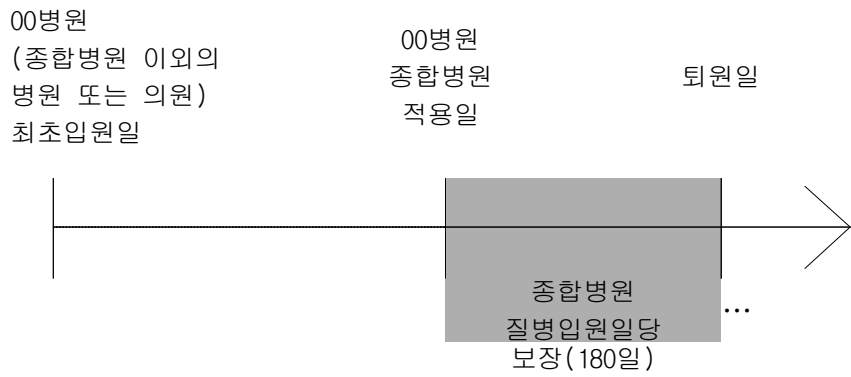 00병원
(종합병원 이외의
병원 또는 의원)
최초입원일
00병원
종합병원
적용일
퇴원일
종합병원
질병입원일당
보장(180일)
...